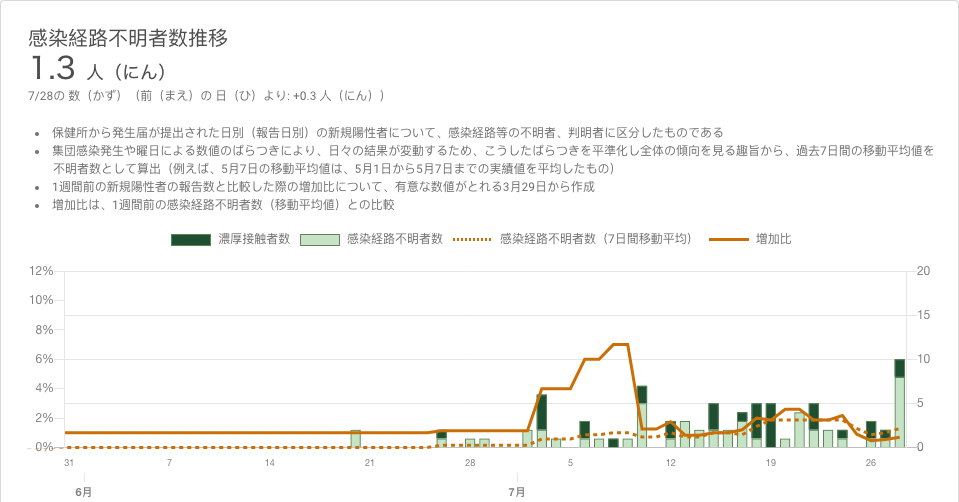 感染経路不明者数推移
1.3 人（にん）
7/28の 数（かず）（前（まえ）の 日（ひ）より: +0.3 人（にん））
• 保健所から発生届が提出された日別（報告日別）の新規陽性者について、感染経路等の不明者、判明者に区分したものである
• 集団感染発生や曜日による数値のばらつきにより、日々の結果が変動するため、こうしたばらつきを平準化し全体の傾向を見る趣旨から、過去7日間の移動平均値を
不明者数として算出（例えば、5月7日の移動平均値は、5月1日から5月7日までの実績値を平均したもの）
• 1週間前の新規陽性者の報告数と比較した際の増加比について、有意な数値がとれる3月29日から作成
• 増加比は、1週間前の感染経路不明者数（移動平均値）との比較
濃厚接触者数 感染経路不明者数 感染経路不明者数（7日間移動平均） 増加比
12% 20
10% 15
8%
6% 10
4%
2% 5
0% 0
31 7 14 21 28 5 12 19 26
6月 7月